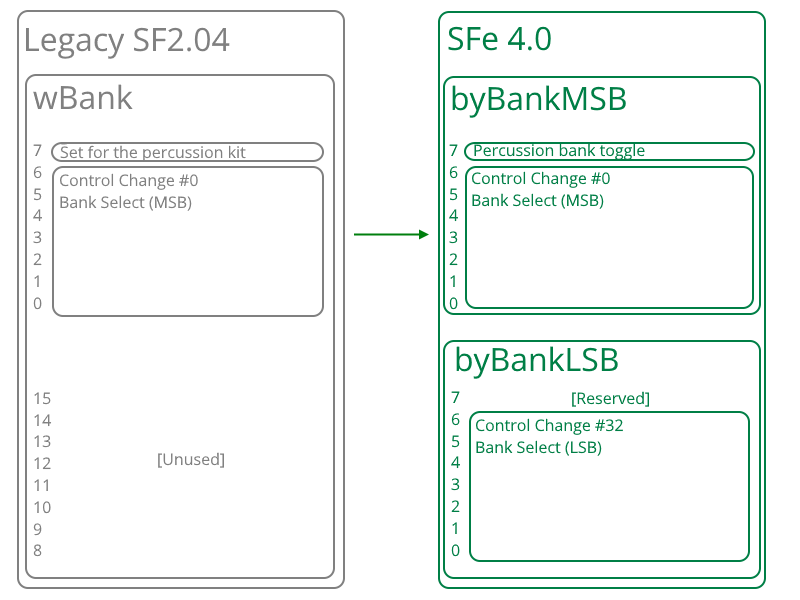 Legacy SF2.04
wBank
7 Set for the percussion kit
6 Control Change #0
5 Bank Select (MSB)
4
3
2
1
0
15
14
13
12 [Unused]
11
10
9
8
SFe 4.0
byBankMSB
7 Percussion bank toggle
6 Control Change #0
5 Bank Select (MSB)
4
3
2
1
0
byBankLSB
7 [Reserved]
6 Control Change #32
5 Bank Select (LSB)
4
3
2
1
0